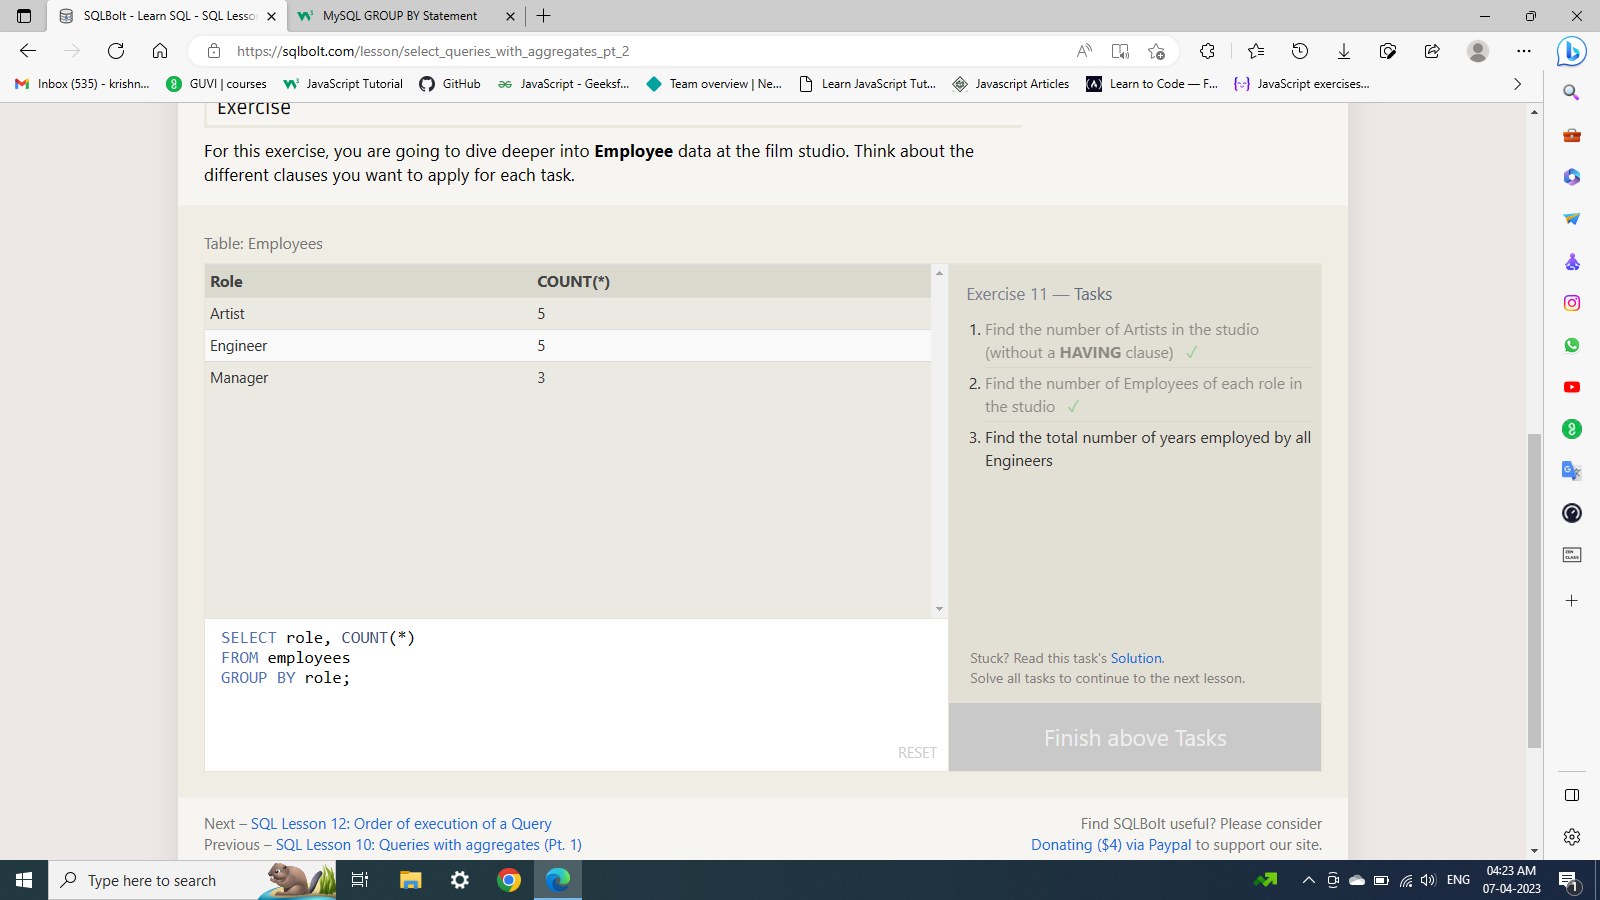 SQLBolt - Learn SQL - SQL Lesso
MySQL GROUP BY Statement
https://sqlbolt.com/lesson/select_queries_with_aggregates_pt_2
Inbox (535) - krishn...
GUVI | courses
JavaScript Tutorial
GitHub
JavaScript - Geeksf...
Team overview | Ne...
Learn JavaScript Tut...
Javascript Articles
Learn to Code — F...
JavaScript exercises...
Exercise
For this exercise, you are going to dive deeper into Employee data at the film studio. Think about the
different clauses you want to apply for each task.
Table: Employees
Role COUNT(*)
Artist 5
Engineer 5
Manager 3
SELECT role, COUNT(*)
FROM employees
GROUP BY role;
RESET
Exercise 11 — Tasks
1. Find the number of Artists in the studio
(without a HAVING clause) ✓
2. Find the number of Employees of each role in
the studio ✓
3. Find the total number of years employed by all
Engineers
Stuck? Read this task's Solution.
Solve all tasks to continue to the next lesson.
Finish above Tasks
Next – SQL Lesson 12: Order of execution of a Query
Previous – SQL Lesson 10: Queries with aggregates (Pt. 1)
Find SQLBolt useful? Please consider
Donating ($4) via Paypal to support our site.
Type here to search
ENG
04:23 AM
07-04-2023
1